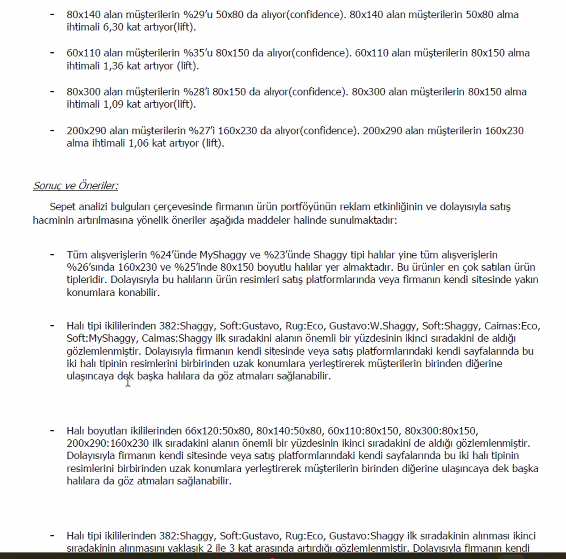 - 80x140 alan müşterilerin %29’u 50x80 da alıyor(confidence). 80x140 alan müşterilerin 50x80 alma
ihtimali 6,30 kat artıyor(lift).
- 60x110 alan müşterilerin %35’u 80x150 da alıyor(confidence). 60x110 alan müşterilerin 80x150 alma
ihtimali 1,36 kat artıyor (lift).
- 80x300 alan müşterilerin %28’i 80x150 da alıyor(confidence). 80x300 alan müşterilerin 80x150 alma
ihtimali 1,09 kat artıyor(lift).
- 200x290 alan müşterilerin %27’i 160x230 da alıyor(confidence). 200x290 alan müşterilerin 160x230
alma ihtimali 1,06 kat artıyor (lift).
Sonuç ve Öneriler:
Sepet analizi bulguları çerçevesinde firmanın ürün portföyünün reklam etkinliğinin ve dolayısıyla satış
hacminin artırılmasına yönelik öneriler aşağıda maddeler halinde sunulmaktadır:
- Tüm alışverişlerin %24’ünde MyShaggy ve %23’ünde Shaggy tipi halılar yine tüm alışverişlerin
%26’sında 160x230 ve %25’inde 80x150 boyutlu halılar yer almaktadır. Bu ürünler en çok satılan ürün
tipleridir. Dolayısıyla bu halıların ürün resimleri satış platformlarında veya firmanın kendi sitesinde yakın
konumlara konabilir.
- Halı tipi ikililerinden 382:Shaggy, Soft:Gustavo, Rug:Eco, Gustavo:W.Shaggy, Soft:Shaggy, Caimas:Eco,
Soft:MyShaggy, Caimas:Shaggy ilk sıradakini alanın önemli bir yüzdesinin ikinci sıradakini de aldığı
gözlemlenmiştir. Dolayısıyla firmanın kendi sitesinde veya satış platformlarındaki kendi sayfalarında bu
iki halı tipinin resimlerini birbirinden uzak konumlara yerleştirerek müşterilerin birinden diğerine
ulaşıncaya dek başka halılara da göz atmaları sağlanabilir.
- Halı boyutları ikililerinden 66x120:50x80, 80x140:50x80, 60x110:80x150, 80x300:80x150,
200x290:160x230 ilk sıradakini alanın önemli bir yüzdesinin ikinci sıradakini de aldığı gözlemlenmiştir.
Dolayısıyla firmanın kendi sitesinde veya satış platformlarındaki kendi sayfalarında bu iki halı tipinin
resimlerini birbirinden uzak konumlara yerleştirerek müşterilerin birinden diğerine ulaşıncaya dek başka
halılara da göz atmaları sağlanabilir.
- Halı tipi ikililerinden 382:Shaggy, Soft:Gustavo, Rug:Eco, Gustavo:Shaggy ilk sıradakinin alınması ikinci
sıradakinin alınmasını yaklaşık 2 ile 3 kat arasında artırdığı gözlemlenmiştir. Dolayısıyla firmanın kendi